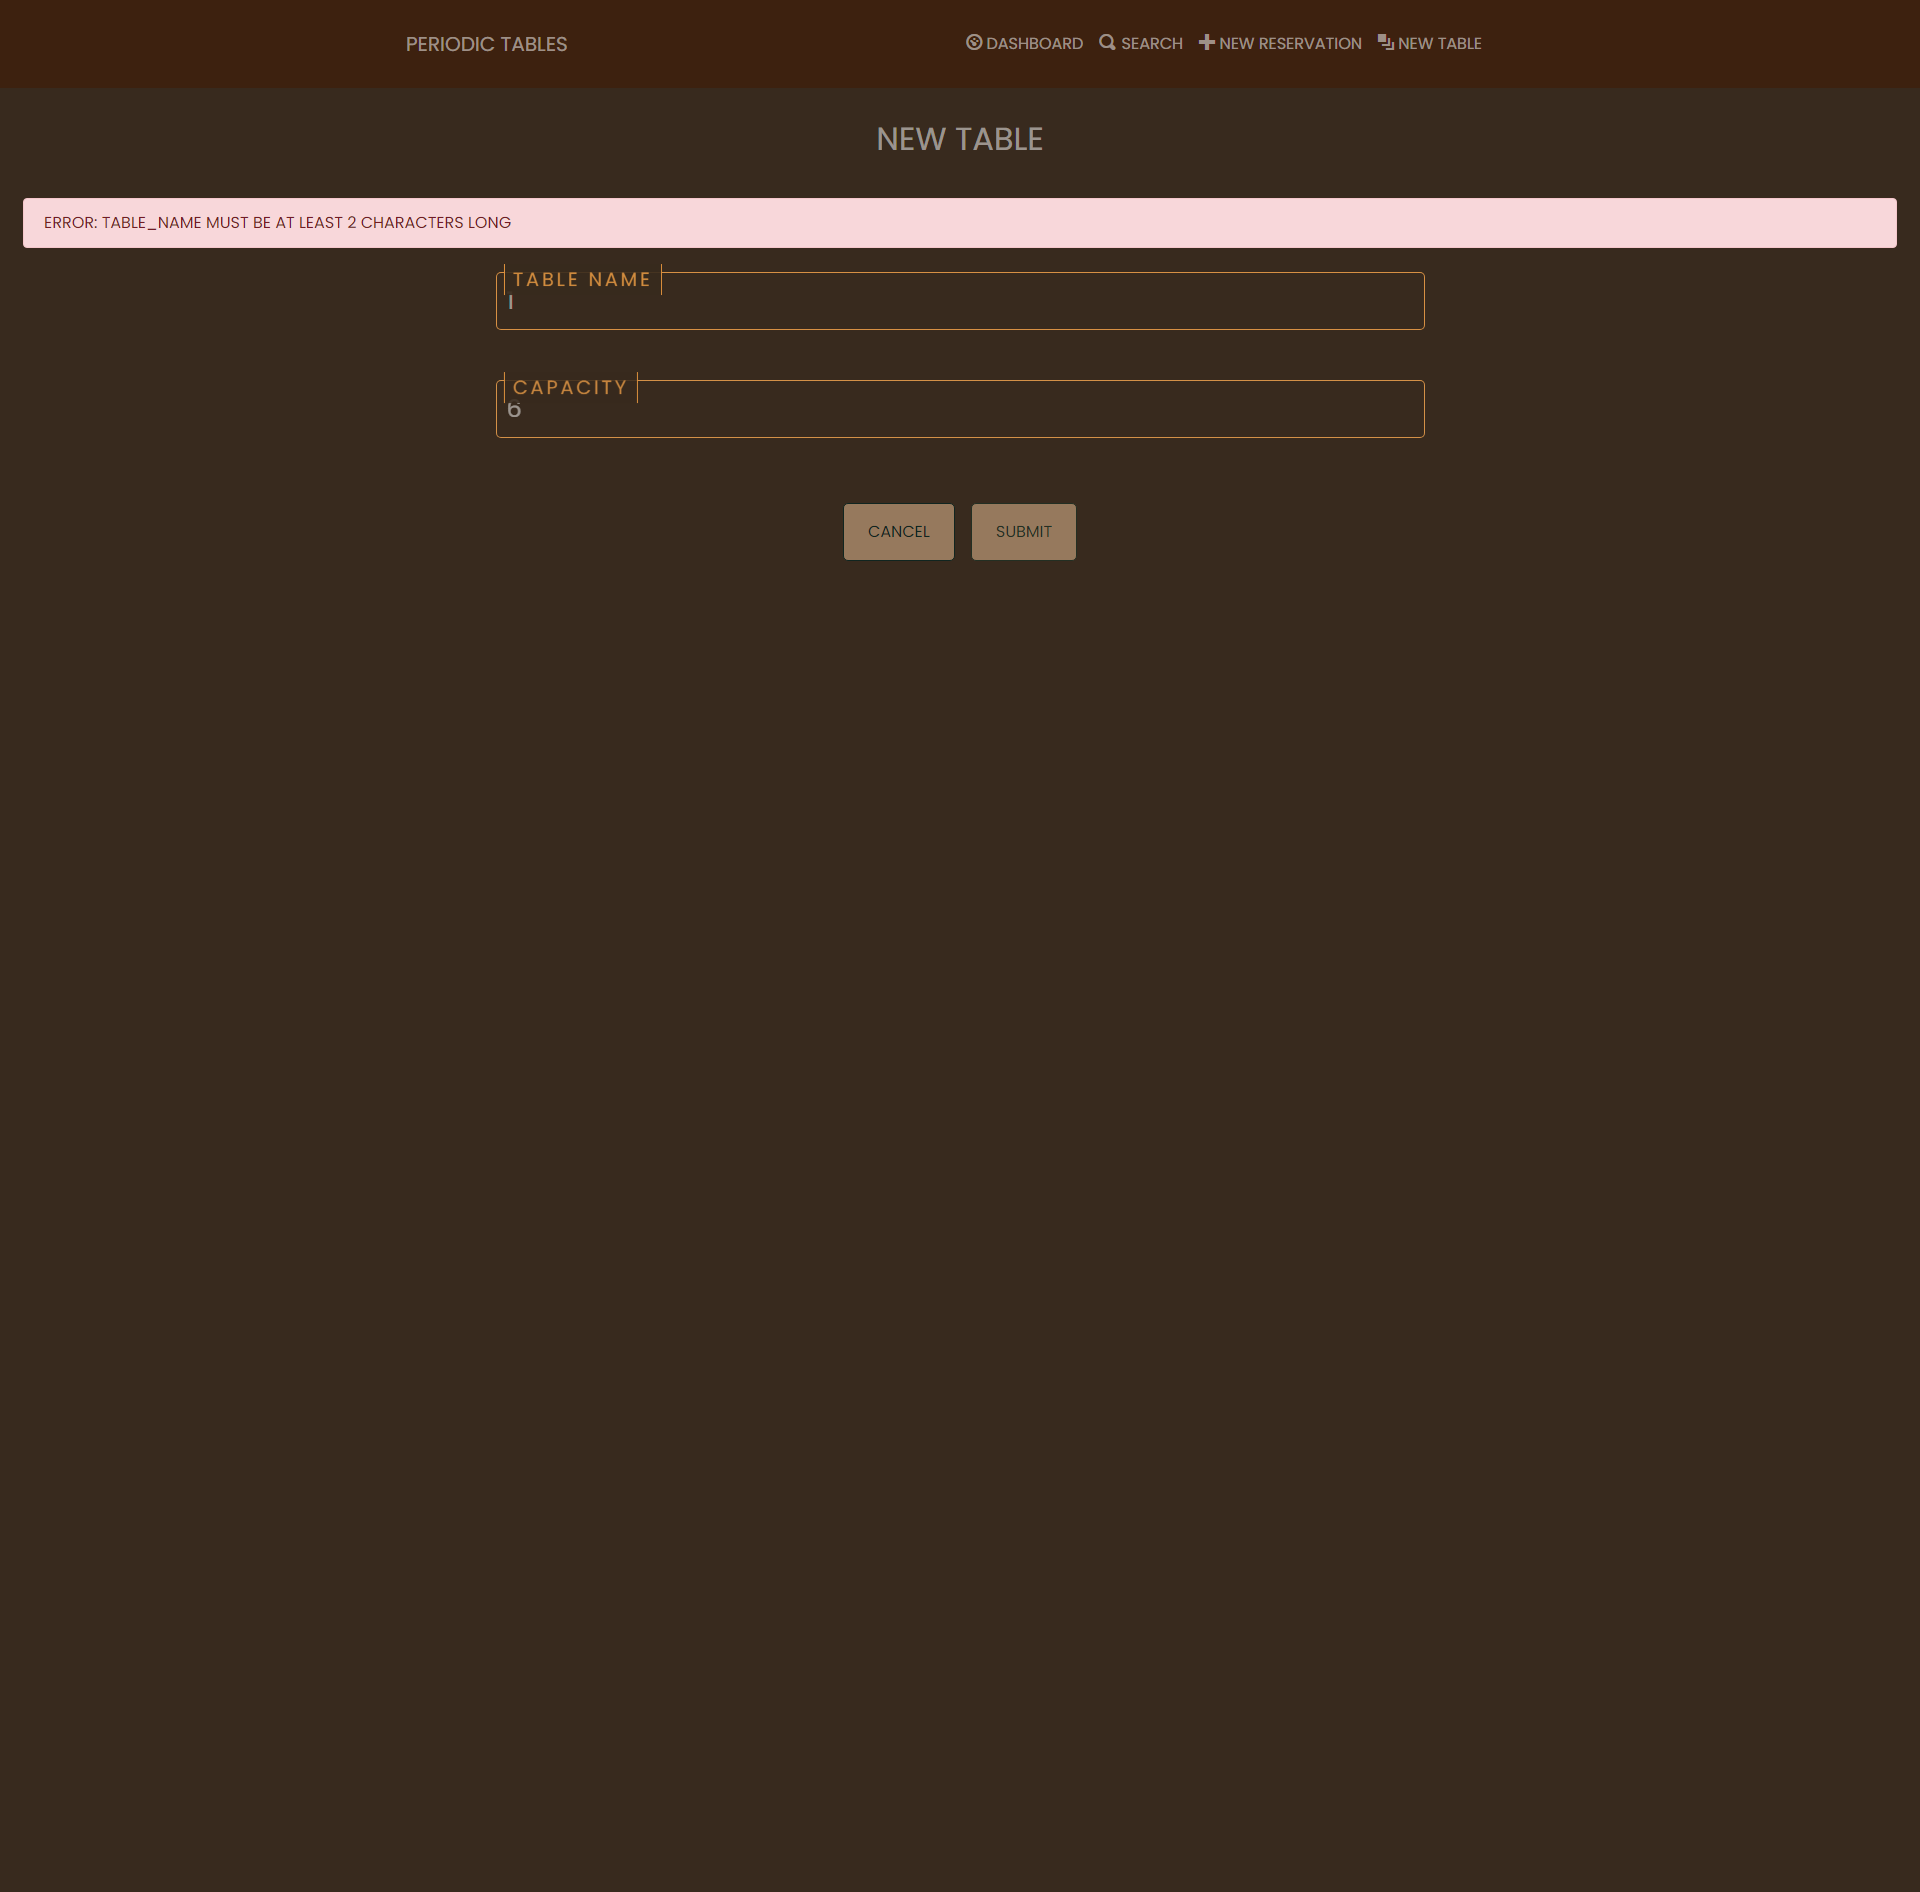 PERIODIC TABLES
DASHBOARD SEARCH NEW RESERVATION NEW TABLE
NEW TABLE
ERROR: TABLE_NAME MUST BE AT LEAST 2 CHARACTERS LONG
TABLE NAME
CAPACITY
6
CANCEL SUBMIT